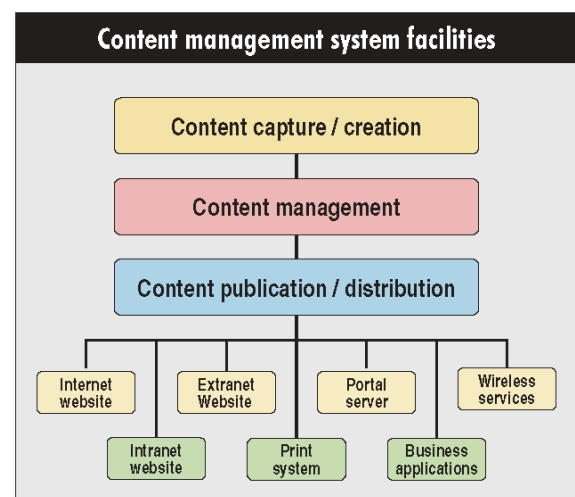 Content management system facilities
Content capture / creation
Content management
Content publication / distribution
Internet
website
Extranet
Website
Portal
server
Wireless
services
Intranet
website
Print
system
Business
applications